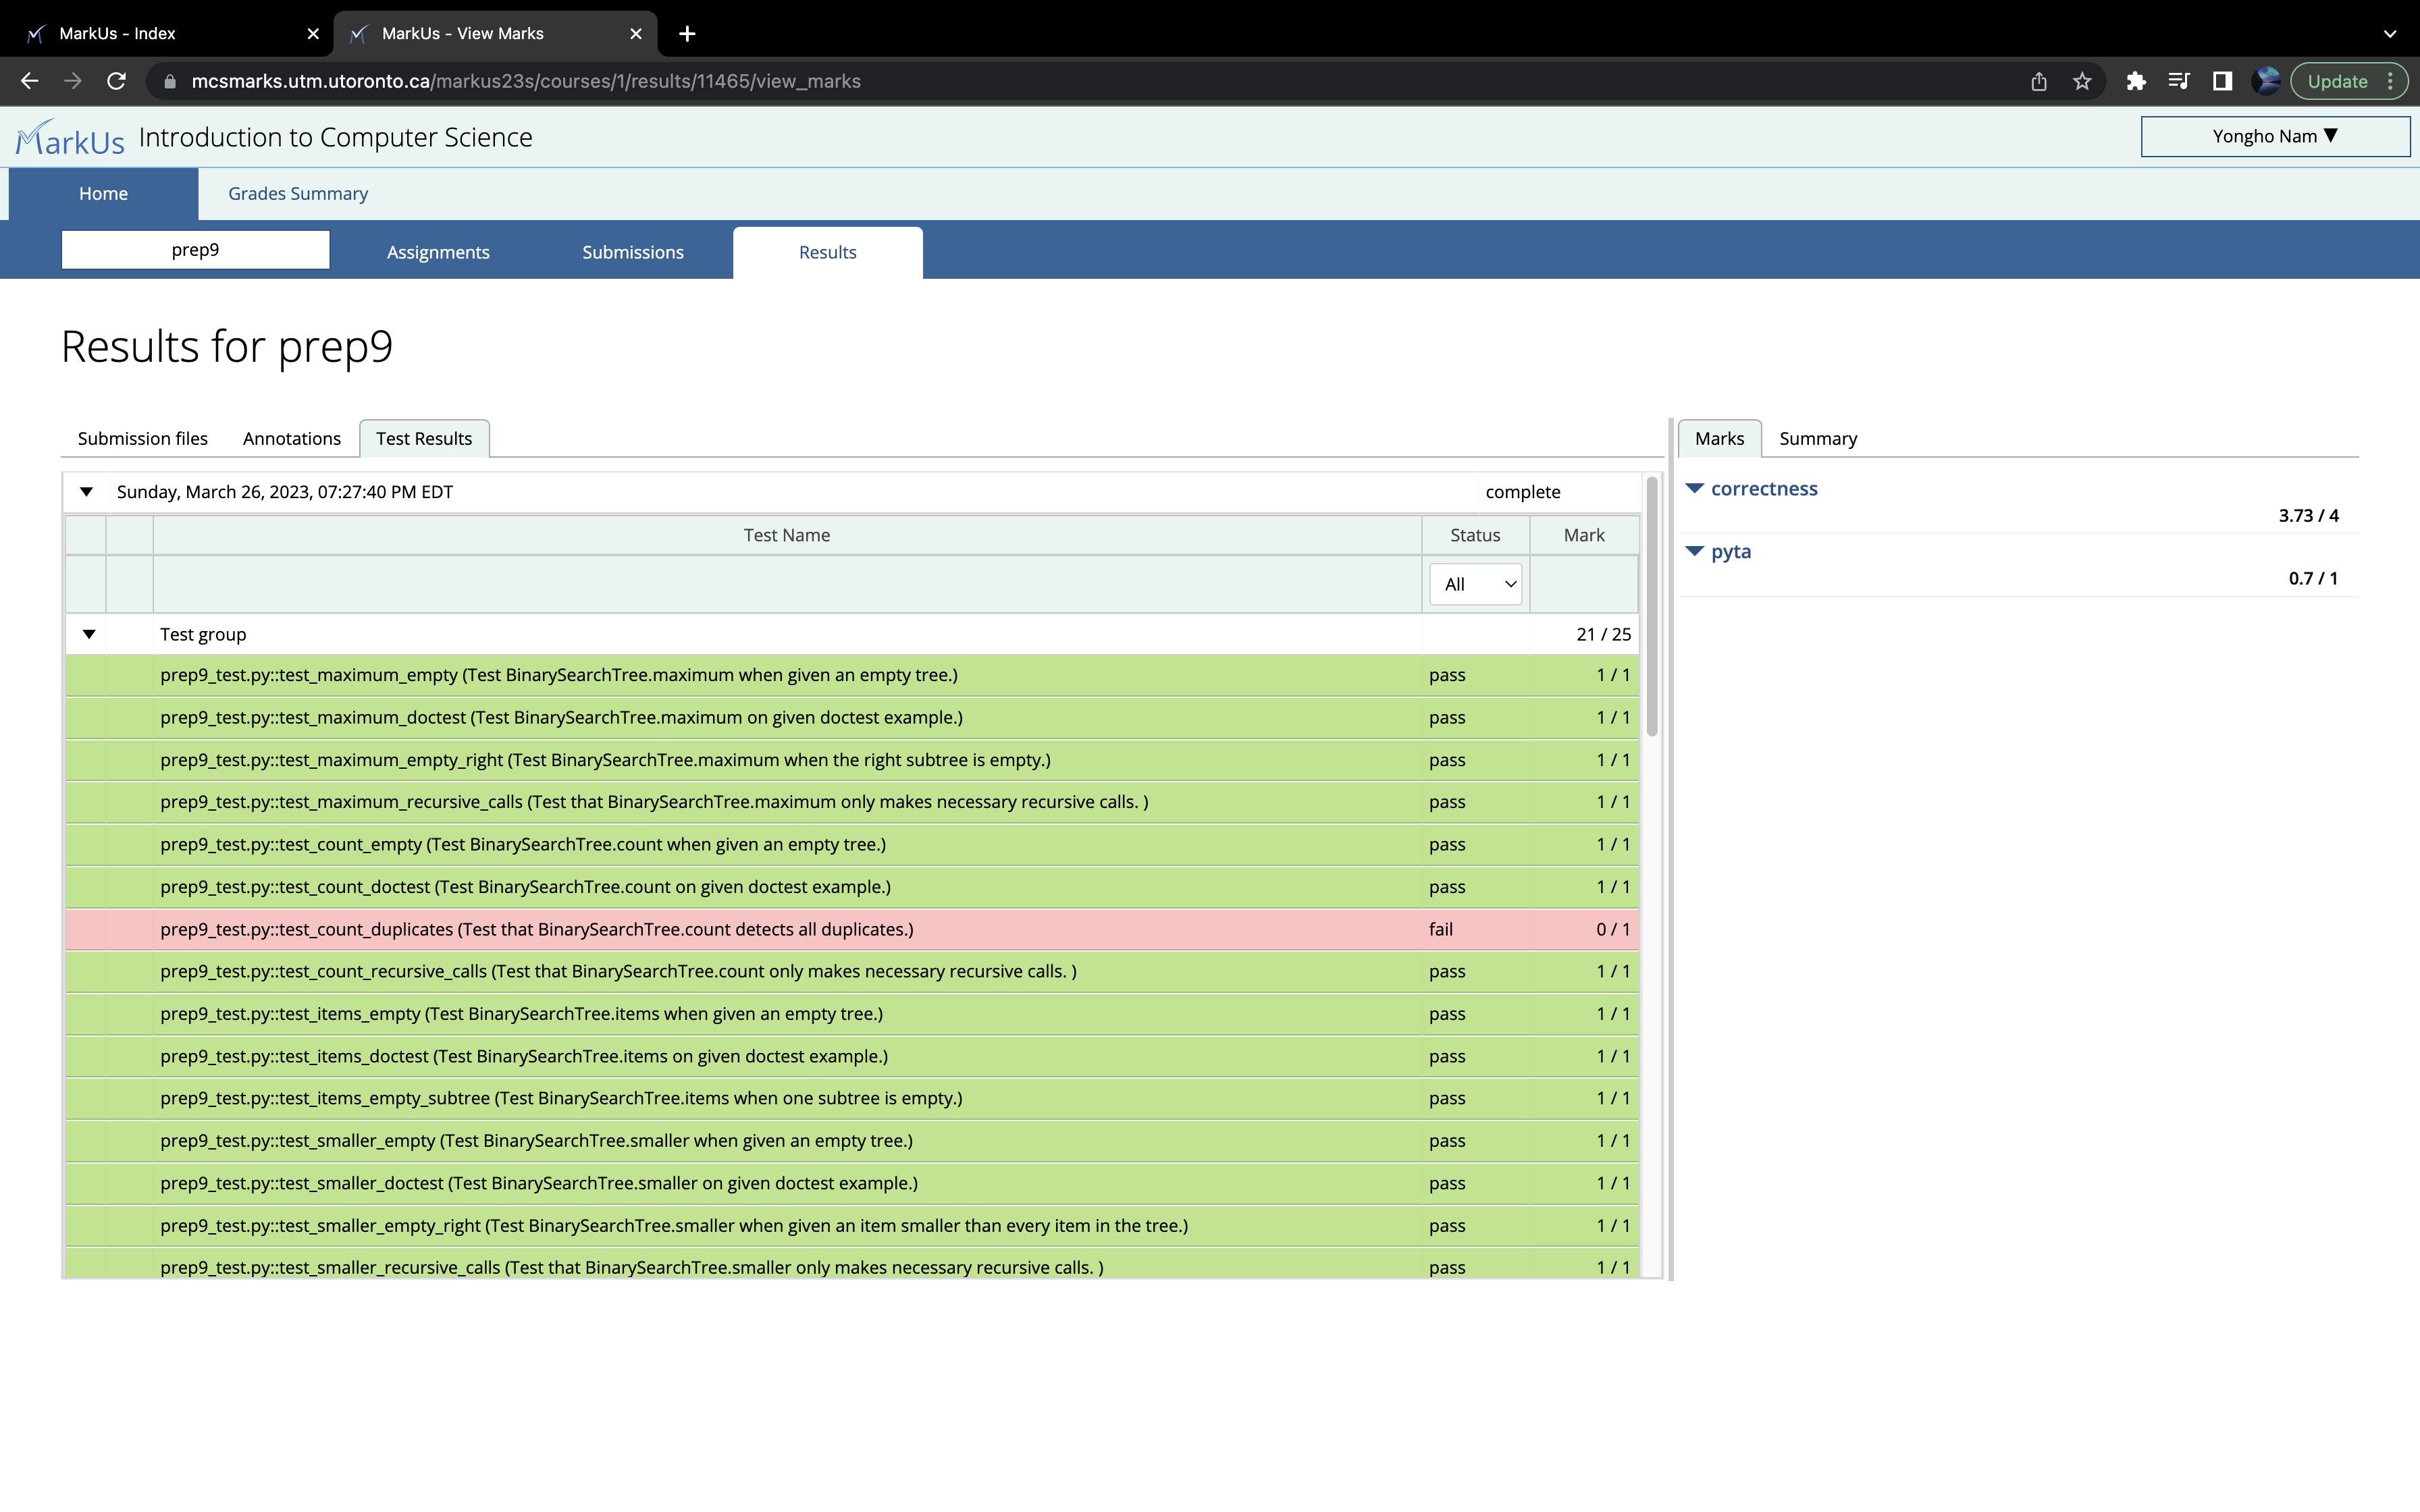 MarkUs - Index
MarkUs - View Marks
mcsmarks.utm.utoronto.ca/markus23s/courses/1/results/11465/view_marks
Update
MarkUs Introduction to Computer Science
Yongho Nam ▼
Home
Grades Summary
prep9
Assignments
Submissions
Results
Results for prep9
Submission files
Annotations
Test Results
Marks
Summary
Sunday, March 26, 2023, 07:27:40 PM EDT complete
correctness
3.73 / 4
pyta
0.7 / 1
Test Name Status Mark
All
Test group 21 / 25
prep9_test.py::test_maximum_empty (Test BinarySearchTree.maximum when given an empty tree.) pass 1 / 1
prep9_test.py::test_maximum_doctest (Test BinarySearchTree.maximum on given doctest example.) pass 1 / 1
prep9_test.py::test_maximum_empty_right (Test BinarySearchTree.maximum when the right subtree is empty.) pass 1 / 1
prep9_test.py::test_maximum_recursive_calls (Test that BinarySearchTree.maximum only makes necessary recursive calls. ) pass 1 / 1
prep9_test.py::test_count_empty (Test BinarySearchTree.count when given an empty tree.) pass 1 / 1
prep9_test.py::test_count_doctest (Test BinarySearchTree.count on given doctest example.) pass 1 / 1
prep9_test.py::test_count_duplicates (Test that BinarySearchTree.count detects all duplicates.) fail 0 / 1
prep9_test.py::test_count_recursive_calls (Test that BinarySearchTree.count only makes necessary recursive calls. ) pass 1 / 1
prep9_test.py::test_items_empty (Test BinarySearchTree.items when given an empty tree.) pass 1 / 1
prep9_test.py::test_items_doctest (Test BinarySearchTree.items on given doctest example.) pass 1 / 1
prep9_test.py::test_items_empty_subtree (Test BinarySearchTree.items when one subtree is empty.) pass 1 / 1
prep9_test.py::test_smaller_empty (Test BinarySearchTree.smaller when given an empty tree.) pass 1 / 1
prep9_test.py::test_smaller_doctest (Test BinarySearchTree.smaller on given doctest example.) pass 1 / 1
prep9_test.py::test_smaller_empty_right (Test BinarySearchTree.smaller when given an item smaller than every item in the tree.) pass 1 / 1
prep9_test.py::test_smaller_recursive_calls (Test that BinarySearchTree.smaller only makes necessary recursive calls. ) pass 1 / 1